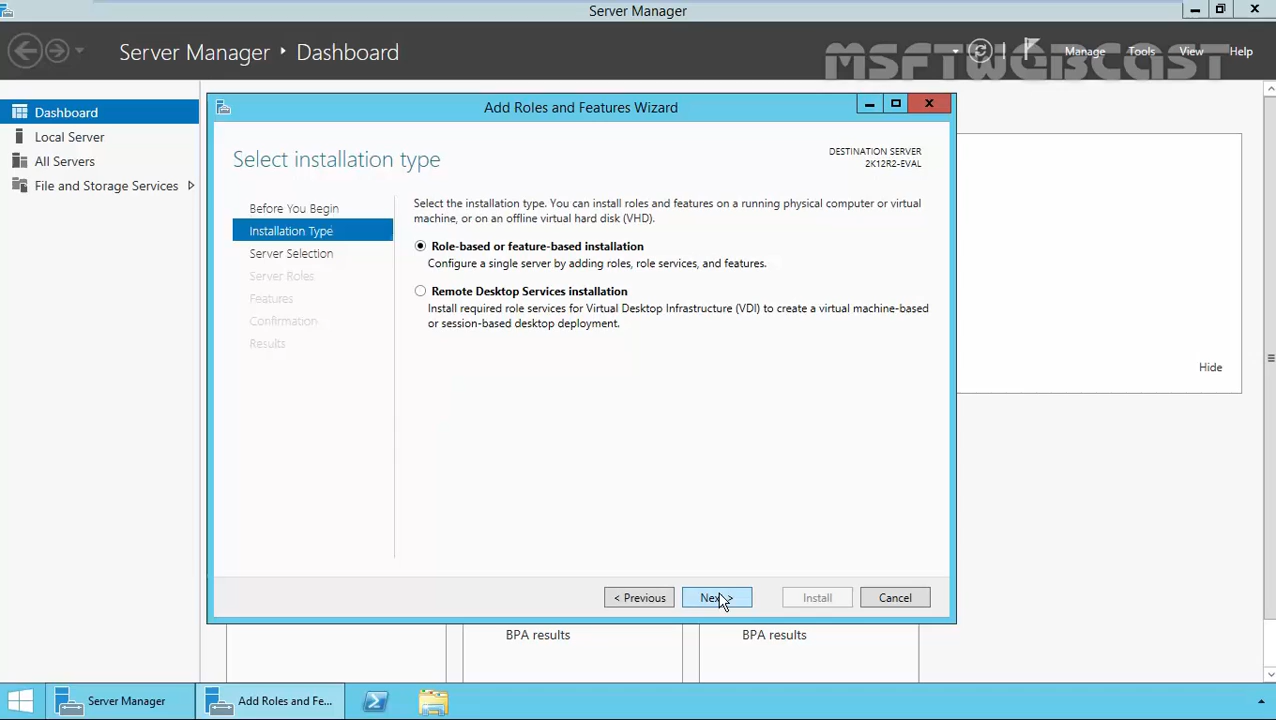 Server Manager
Server Manager • Dashboard
MSFTWEBCAST
Manage Tools View Help
Dashboard
Local Server
All Servers
File and Storage Services
Add Roles and Features Wizard
Select installation type
DESTINATION SERVER
2K12R2-EVAL
Before You Begin
Installation Type
Server Selection
Server Roles
Features
Confirmation
Results
Select the installation type. You can install roles and features on a running physical computer or virtual
machine, or on an offline virtual hard disk (VHD).
Role-based or feature-based installation
Configure a single server by adding roles, role services, and features.
Remote Desktop Services installation
Install required role services for Virtual Desktop Infrastructure (VDI) to create a virtual machine-based
or session-based desktop deployment.
Hide
< Previous
Next >
Install
Cancel
BPA results
BPA results
Server Manager
Add Roles and Fe...